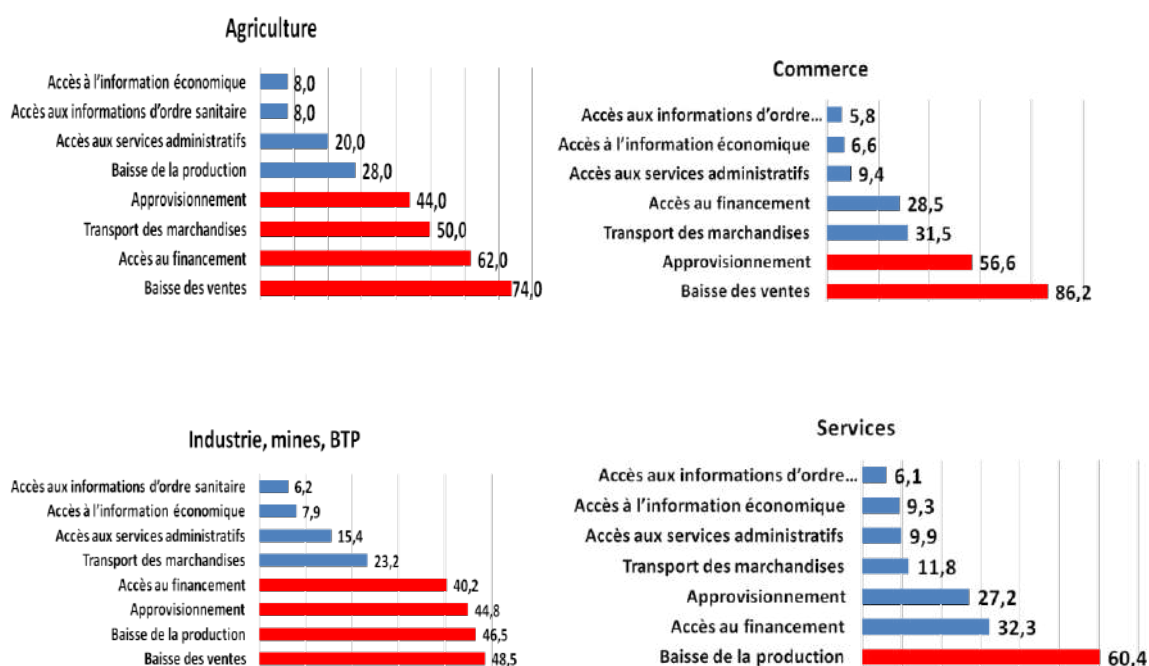 Agriculture
Accès à l'information économique 8,0
Accès aux informations d'ordre sanitaire 8,0
Accès aux services administratifs 20,0
Baisse de la production 28,0
Approvisionnement 44,0
Transport des marchandises 50,0
Accès au financement 62,0
Baisse des ventes 74,0
Commerce
Accès aux informations d'ordre... 5,8
Accès à l'information économique 6,6
Accès aux services administratifs 9,4
Accès au financement 28,5
Transport des marchandises 31,5
Approvisionnement 56,6
Baisse des ventes 86,2
Industrie, mines, BTP
Accès aux informations d'ordre sanitaire 6,2
Accès à l'information économique 7,9
Accès aux services administratifs 15,4
Transport des marchandises 23,2
Accès au financement 40,2
Approvisionnement 44,8
Baisse de la production 46,5
Baisse des ventes 48,5
Services
Accès aux informations d'ordre... 6,1
Accès à l'information économique 9,3
Accès aux services administratifs 9,9
Transport des marchandises 11,8
Approvisionnement 27,2
Accès au financement 32,3
Baisse de la production 60,4